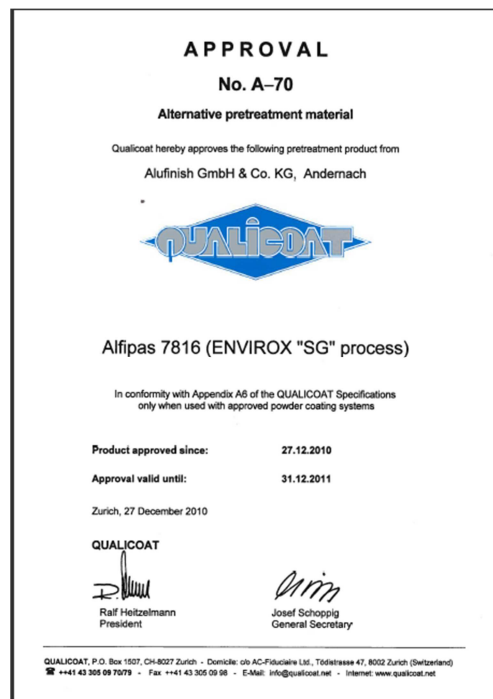 APPROVAL
No. A–70
Alternative pretreatment material
Qualicoat hereby approves the following pretreatment product from
Alufinish GmbH & Co. KG, Andernach
QUALICOAT
Alfipas 7816 (ENVIROX "SG" process)
In conformity with Appendix A6 of the QUALICOAT Specifications
only when used with approved powder coating systems
Product approved since: 27.12.2010
Approval valid until: 31.12.2011
Zurich, 27 December 2010
QUALICOAT
Ralf Heitzelmann Josef Schoppig
President General Secretary
QUALICOAT, P.O. Box 1507, CH-8027 Zurich - Domicile: c/o AC-Fiduciaire Ltd., Tödistrasse 47, 8002 Zurich (Switzerland)
☎ ++41 43 305 09 70/79 - Fax ++41 43 305 09 98 - E-Mail: info@qualicoat.net - Internet: www.qualicoat.net